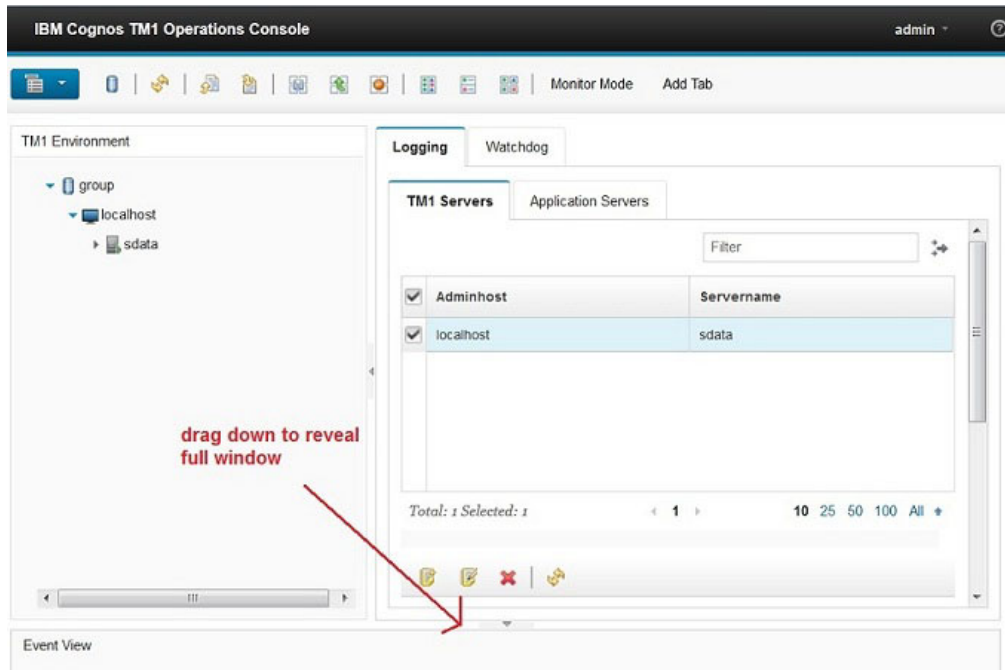 IBM Cognos TM1 Operations Console
admin
Monitor Mode
Add Tab
TM1 Environment
group
localhost
sdata
Logging
Watchdog
TM1 Servers
Application Servers
Filter
Adminhost
Servername
localhost
sdata
drag down to reveal
full window
Total: 1 Selected: 1
1
10 25 50 100 All
Event View